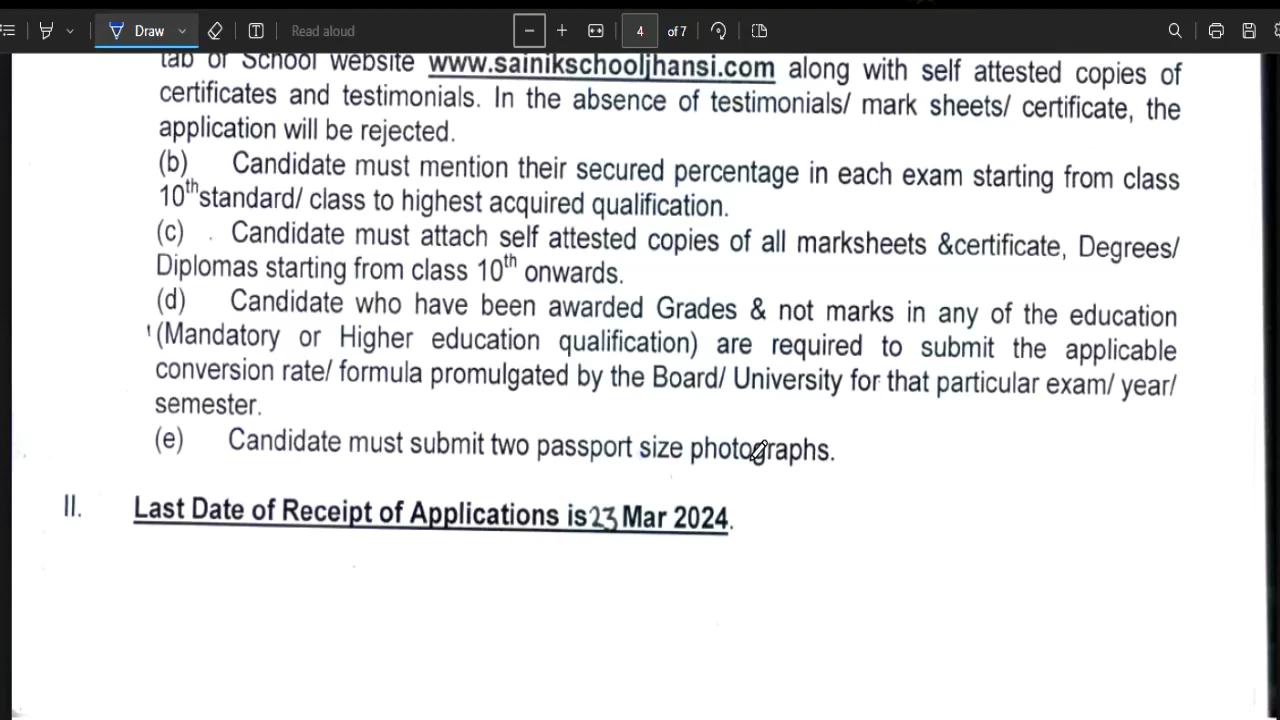 Draw
Read aloud
4
of 7
tab of School website www.sainikschooljhansi.com along with self attested copies of
certificates and testimonials. In the absence of testimonials/ mark sheets/ certificate, the
application will be rejected.
(b) Candidate must mention their secured percentage in each exam starting from class
10th standard/ class to highest acquired qualification.
(c) Candidate must attach self attested copies of all marksheets &certificate, Degrees/
Diplomas starting from class 10th onwards.
(d) Candidate who have been awarded Grades & not marks in any of the education
(Mandatory or Higher education qualification) are required to submit the applicable
conversion rate/ formula promulgated by the Board/ University for that particular exam/ year/
semester.
(e) Candidate must submit two passport size photographs.
II. Last Date of Receipt of Applications is 23 Mar 2024.